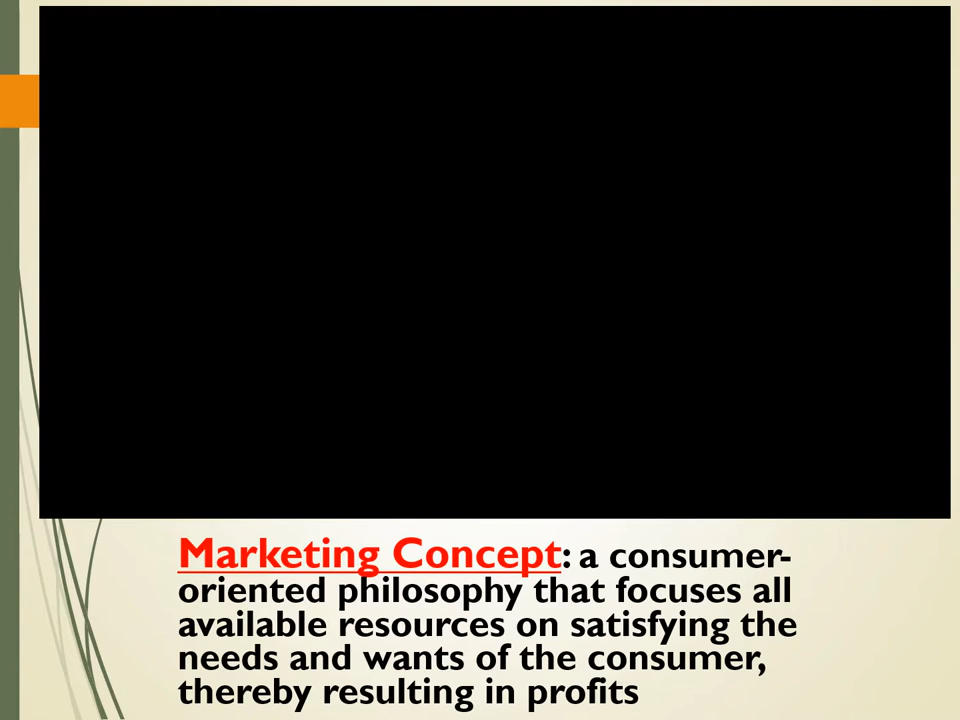 Marketing Concept: a consumer-
oriented philosophy that focuses all
available resources on satisfying the
needs and wants of the consumer,
thereby resulting in profits